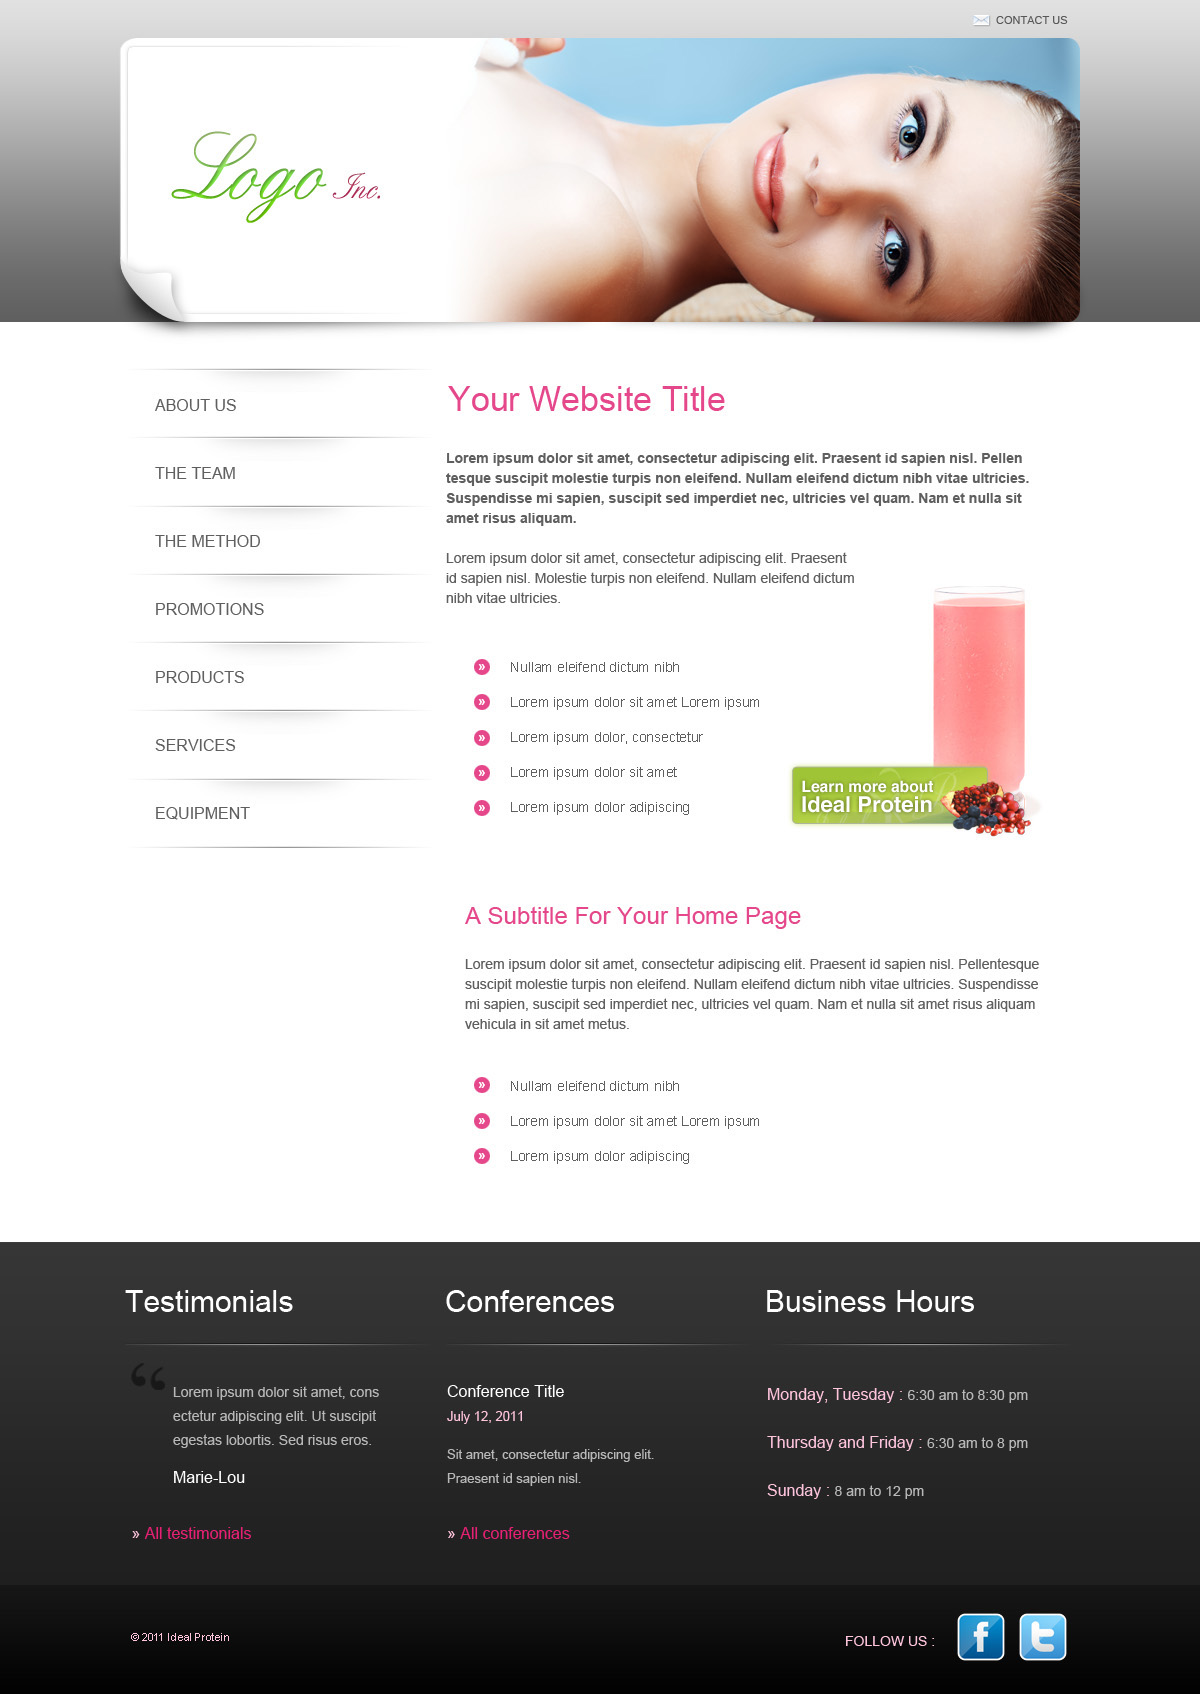 CONTACT US
Logo Inc.
ABOUT US
THE TEAM
THE METHOD
PROMOTIONS
PRODUCTS
SERVICES
EQUIPMENT
Your Website Title
Lorem ipsum dolor sit amet, consectetur adipiscing elit. Praesent id sapien nisl. Pellen
tesque suscipit molestie turpis non eleifend. Nullam eleifend dictum nibh vitae ultricies.
Suspendisse mi sapien, suscipit sed imperdiet nec, ultricies vel quam. Nam et nulla sit
amet risus aliquam.
Lorem ipsum dolor sit amet, consectetur adipiscing elit. Praesent
id sapien nisl. Molestie turpis non eleifend. Nullam eleifend dictum
nibh vitae ultricies.
» Nullam eleifend dictum nibh
» Lorem ipsum dolor sit amet Lorem ipsum
» Lorem ipsum dolor, consectetur
» Lorem ipsum dolor sit amet
» Lorem ipsum dolor adipiscing
Learn more about
Ideal Protein
A Subtitle For Your Home Page
Lorem ipsum dolor sit amet, consectetur adipiscing elit. Praesent id sapien nisl. Pellentesque
suscipit molestie turpis non eleifend. Nullam eleifend dictum nibh vitae ultricies. Suspendisse
mi sapien, suscipit sed imperdiet nec, ultricies vel quam. Nam et nulla sit amet risus aliquam
vehicula in sit amet metus.
» Nullam eleifend dictum nibh
» Lorem ipsum dolor sit amet Lorem ipsum
» Lorem ipsum dolor adipiscing
Testimonials
“
Lorem ipsum dolor sit amet, cons
ectetur adipiscing elit. Ut suscipit
egestas lobortis. Sed risus eros.
Marie-Lou
» All testimonials
Conferences
Conference Title
July 12, 2011
Sit amet, consectetur adipiscing elit.
Praesent id sapien nisl.
» All conferences
Business Hours
Monday, Tuesday : 6:30 am to 8:30 pm
Thursday and Friday : 6:30 am to 8 pm
Sunday : 8 am to 12 pm
© 2011 Ideal Protein
FOLLOW US :
f
t